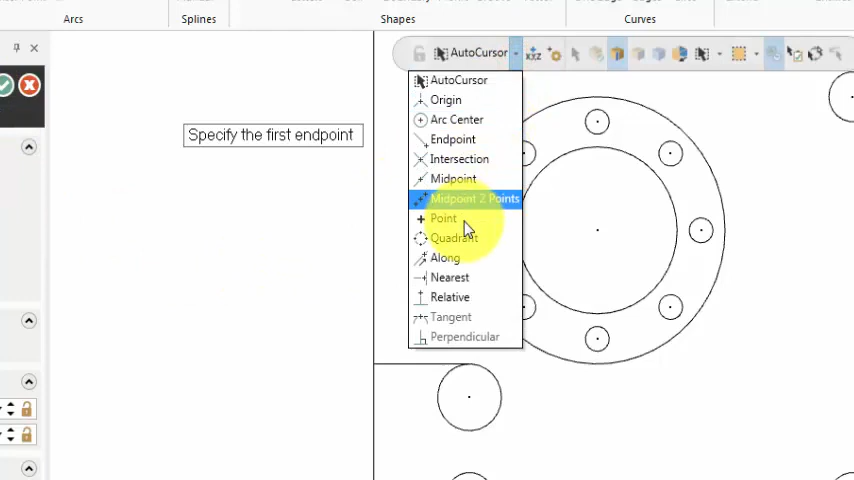 Arcs
Splines
Shapes
Curves
AutoCursor
XYZ
Specify the first endpoint
AutoCursor
Origin
Arc Center
Endpoint
Intersection
Midpoint
Midpoint 2 Points
Point
Quadrant
Along
Nearest
Relative
Tangent
Perpendicular